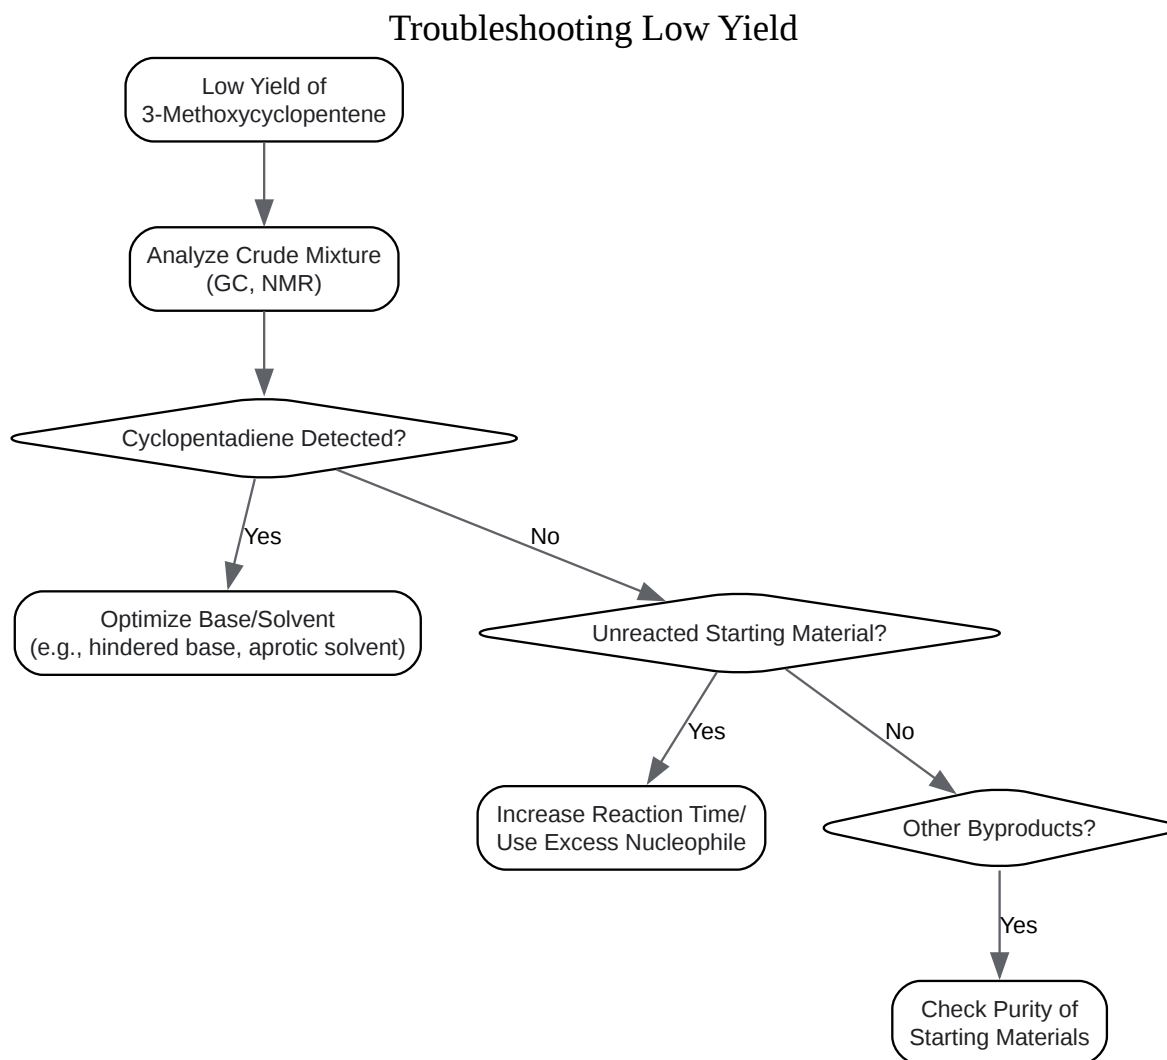 Troubleshooting Low Yield
Low Yield of
3-Methoxycyclopentene
Analyze Crude Mixture
(GC, NMR)
Cyclopentadiene Detected?
Yes
No
Optimize Base/Solvent
(e.g., hindered base, aprotic solvent)
Unreacted Starting Material?
Yes
No
Increase Reaction Time/
Use Excess Nucleophile
Other Byproducts?
Yes
Check Purity of
Starting Materials